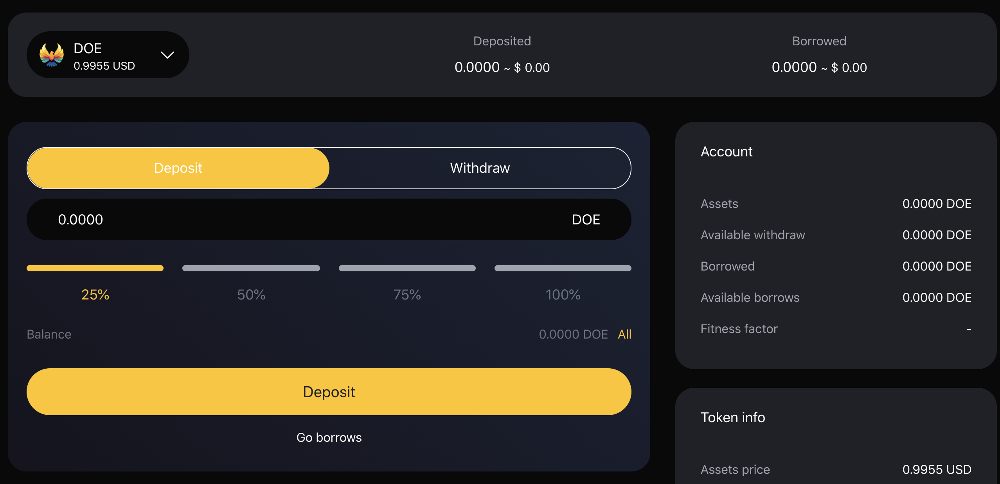 DOE
0.9955 USD
Deposited
0.0000 ~ $ 0.00
Borrowed
0.0000 ~ $ 0.00
Deposit
Withdraw
0.0000 DOE
25%
50%
75%
100%
Balance 0.0000 DOE All
Deposit
Go borrows
Account
Assets 0.0000 DOE
Available withdraw 0.0000 DOE
Borrowed 0.0000 DOE
Available borrows 0.0000 DOE
Fitness factor -
Token info
Assets price 0.9955 USD